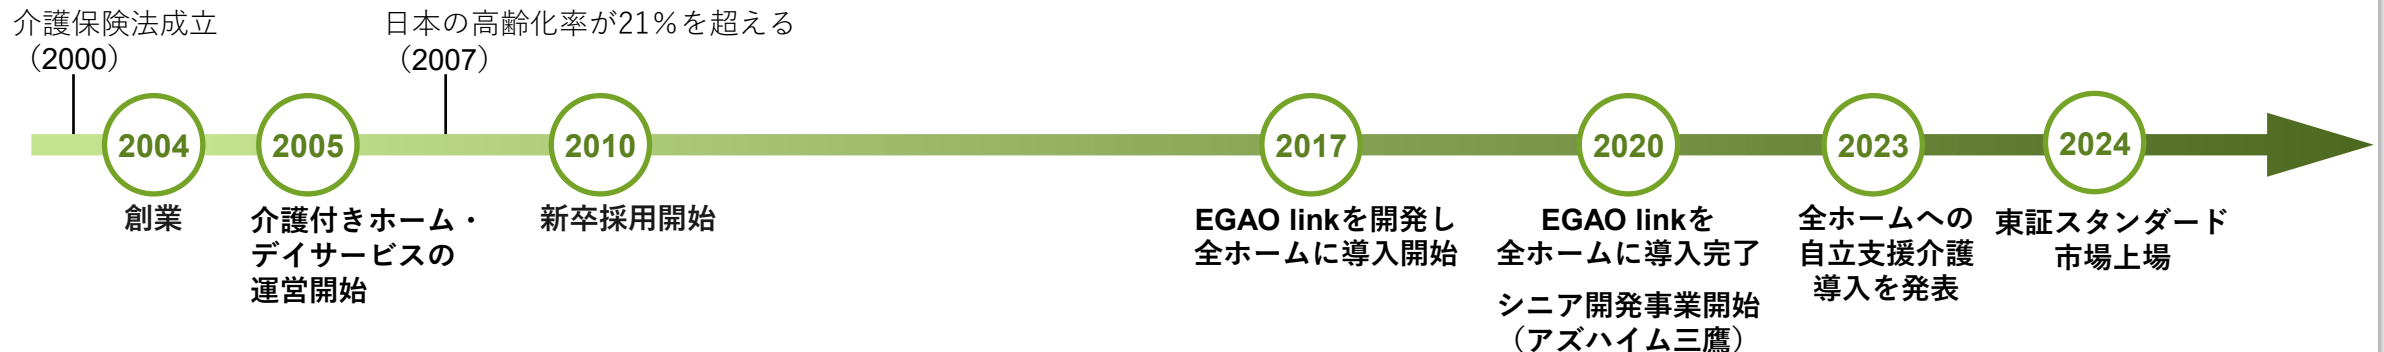 介護保険法成立
（2000）
日本の高齢化率が21％を超える
（2007）
2004
創業
2005
介護付きホーム・
デイサービスの
運営開始
2010
新卒採用開始
2017
EGAO linkを開発し
全ホームに導入開始
2020
EGAO linkを
全ホームに導入完了
シニア開発事業開始
（アズハイム三鷹）
2023
全ホームへの
自立支援介護
導入を発表
2024
東証スタンダード
市場上場